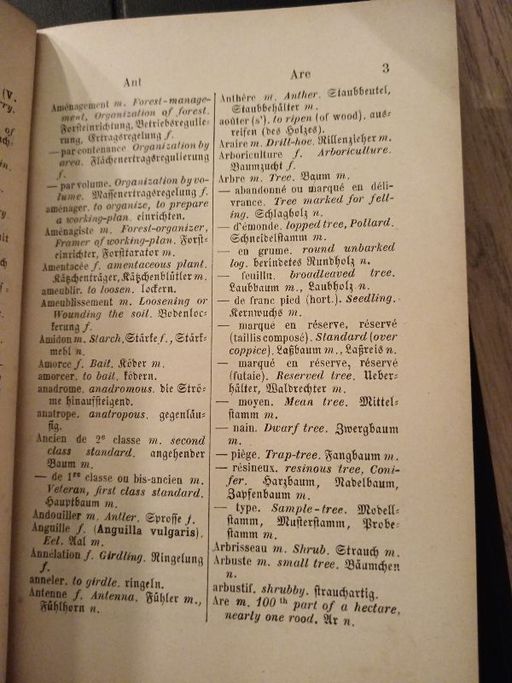 (V.
rry.
of
ch.
in.
Ant
Are
3
Aménagement m. Forest-manage-
ment, Organization of forest.
Forsteinrichtung, Betriebsregulie-
rung, Ertragsregelung f.
— par contenance Organization by
area. Flächenertragsregulierung
f.
— par volume. Organization by vo-
lume. Massenertragsregelung f.
aménager. to organize, to prepare
a working-plan. einrichten.
Aménagiste m. Forest-organizer,
Framer of working-plan. Forst-
einrichter, Forsttaxator m.
Amentacée f. amentaceous plant.
Kätzchenträger, Kätzchenblütler m.
ameublir. to loosen. lockern.
Ameublissement m. Loosening or
Wounding the soil. Bodenloc-
kerung f.
Amidon m. Starch, Stärke f., Stärk-
mehl n.
Amorce f. Bait. Köder m.
amorcer. to bait. ködern.
anadrome. anadromous. die Strö-
me hinaufsteigend.
anatrope. anatropous. gegenläu-
fig.
Ancien de 2e classe m. second
class standard. angehender
Baum m.
— de 1re classe ou bis-ancien m.
Veteran, first class standard.
Hauptbaum m.
Andouiller m. Antler. Sprosse f.
Anguille f. (Anguilla vulgaris).
Eel. Aal m.
Annélation f. Girdling. Ringelung
f.
anneler. to girdle. ringeln.
Antenne f. Antenna. Fühler m.,
Fühlhorn n.
Anthère m. Anther. Staubbeutel,
Staubbehälter m.
aoûter (s'). to ripen (of wood). aus-
reifen (des Holzes).
Araire m. Drill-hoe. Rillenzieher m.
Arboriculture f. Arboriculture.
Baumzucht f.
Arbre m. Tree. Baum m.
— abandonné ou marqué en déli-
vrance. Tree marked for fell-
ing. Schlagholz n.
— d'émonde. lopped tree, Pollard.
Schneidelstamm m.
— en grume. round unbarked
log. berindetes Rundholz n.
— feuillu. broadleaved tree.
Laubbaum m., Laubholz n.
— de franc pied (hort.). Seedling.
Kernwuchs m.
— marqué en réserve, réservé
(taillis composé). Standard (over
coppice). Laßbaum m., Laßreis n.
— marqué en réserve, réservé
(futaie). Reserved tree. Ueber-
hälter, Waldrechter m.
— moyen. Mean tree. Mittel-
stamm m.
— nain. Dwarf tree. Zwergbaum
m.
— piège. Trap-tree. Fangbaum m.
— résineux. resinous tree, Coni-
fer. Harzbaum, Nadelbaum,
Zapfenbaum m.
— type. Sample-tree. Modell-
stamm, Musterstamm, Probe-
stamm m.
Arbrisseau m. Shrub. Strauch m.
Arbuste m. small tree. Bäumchen
n.
arbustif. shrubby. strauchartig.
Are m. 100th part of a hectare,
nearly one rood. Ar n.